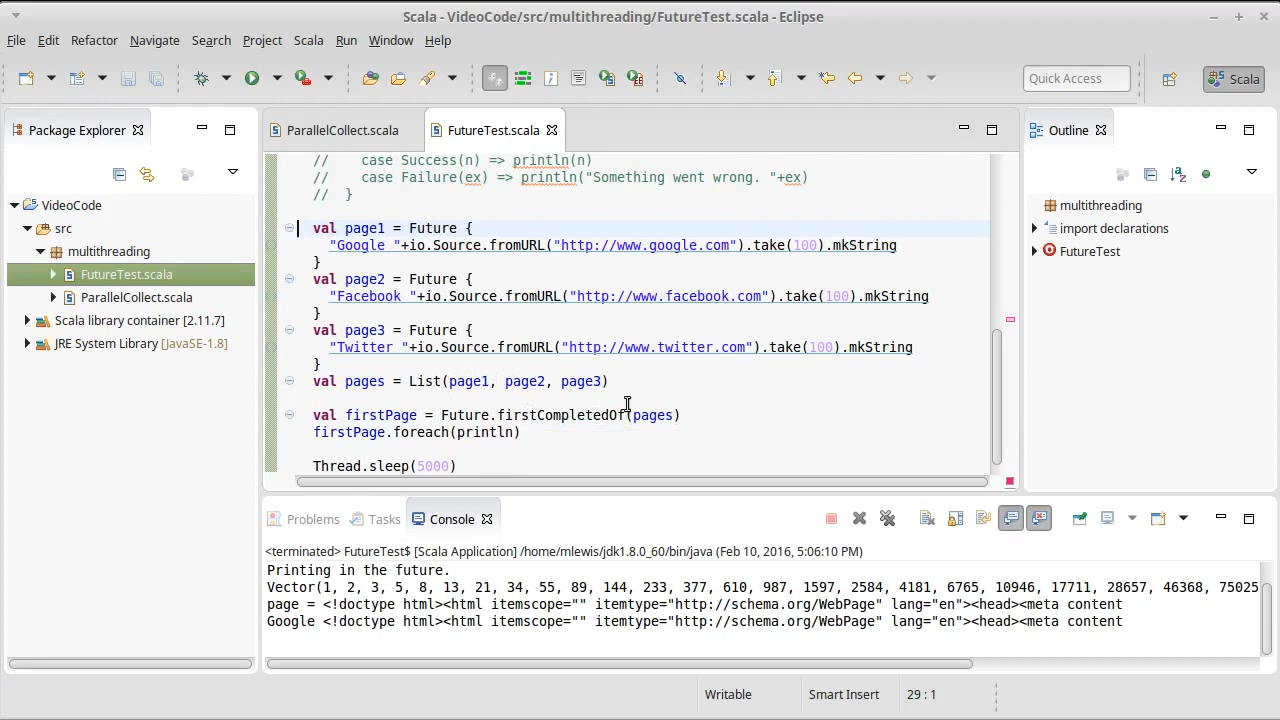 Scala - VideoCode/src/multithreading/FutureTest.scala - Eclipse
File Edit Refactor Navigate Search Project Scala Run Window Help
Quick Access
Scala
Package Explorer
VideoCode
src
multithreading
FutureTest.scala
ParallelCollect.scala
Scala library container [2.11.7]
JRE System Library [JavaSE-1.8]
ParallelCollect.scala
FutureTest.scala
//    case Success(n) => println(n)
//    case Failure(ex) => println("Something went wrong. "+ex)
//  }
val page1 = Future {
"Google "+io.Source.fromURL("http://www.google.com").take(100).mkString
}
val page2 = Future {
"Facebook "+io.Source.fromURL("http://www.facebook.com").take(100).mkString
}
val page3 = Future {
"Twitter "+io.Source.fromURL("http://www.twitter.com").take(100).mkString
}
val pages = List(page1, page2, page3)
val firstPage = Future.firstCompletedOf(pages)
firstPage.foreach(println)
Thread.sleep(5000)
Outline
multithreading
import declarations
FutureTest
Problems
Tasks
Console
<terminated> FutureTest$ [Scala Application] /home/mlewis/jdk1.8.0_60/bin/java (Feb 10, 2016, 5:06:10 PM)
Printing in the future.
Vector(1, 2, 3, 5, 8, 13, 21, 34, 55, 89, 144, 233, 377, 610, 987, 1597, 2584, 4181, 6765, 10946, 17711, 28657, 46368, 75025
page = <!doctype html><html itemscope="" itemtype="http://schema.org/WebPage" lang="en"><head><meta content
Google <!doctype html><html itemscope="" itemtype="http://schema.org/WebPage" lang="en"><head><meta content
Writable
Smart Insert
29 : 1